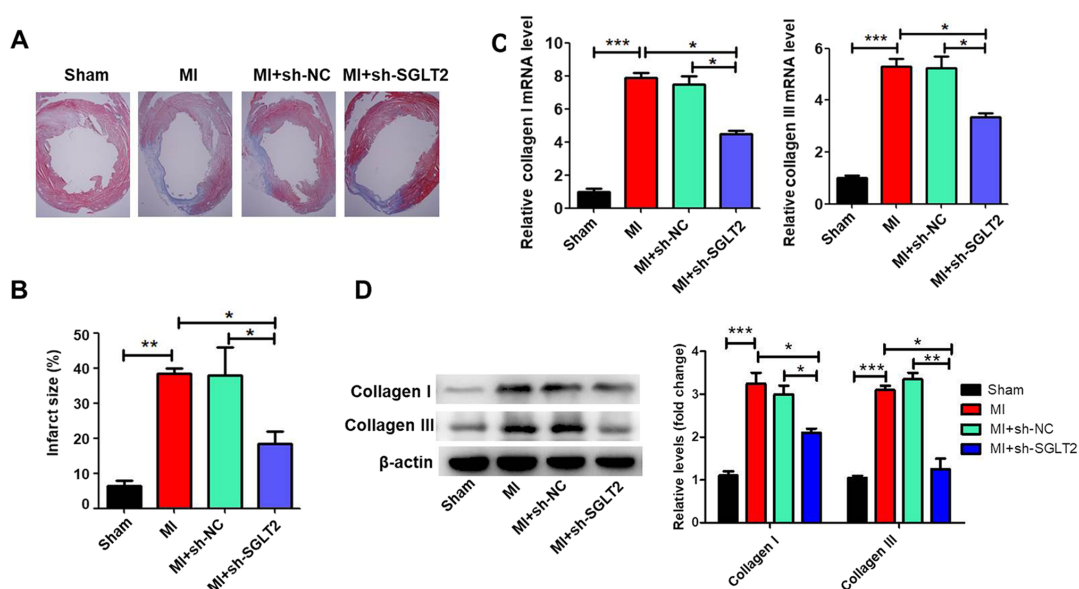 A
Sham
MI
MI+sh-NC
MI+sh-SGLT2
B
Infarct size (%)
50
40
30
20
10
0
**
*
*
Sham
MI
MI+sh-NC
MI+sh-SGLT2
C
Relative collagen I mRNA level
10
8
6
4
2
0
***
*
*
Sham
MI
MI+sh-NC
MI+sh-SGLT2
Relative collagen III mRNA level
6
4
2
0
***
*
*
Sham
MI
MI+sh-NC
MI+sh-SGLT2
D
Collagen I
Collagen III
β-actin
Sham
MI
MI+sh-NC
MI+sh-SGLT2
Relative levels (fold change)
4
3
2
1
0
***
*
*
***
*
**
Collagen I
Collagen III
Sham
MI
MI+sh-NC
MI+sh-SGLT2